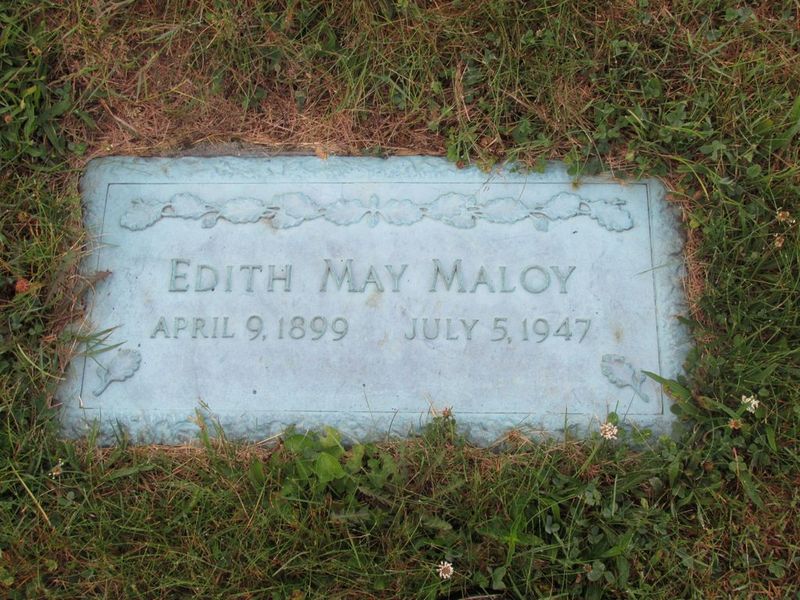 EDITH MAY MALOY
APRIL 9, 1899 JULY 5, 1947